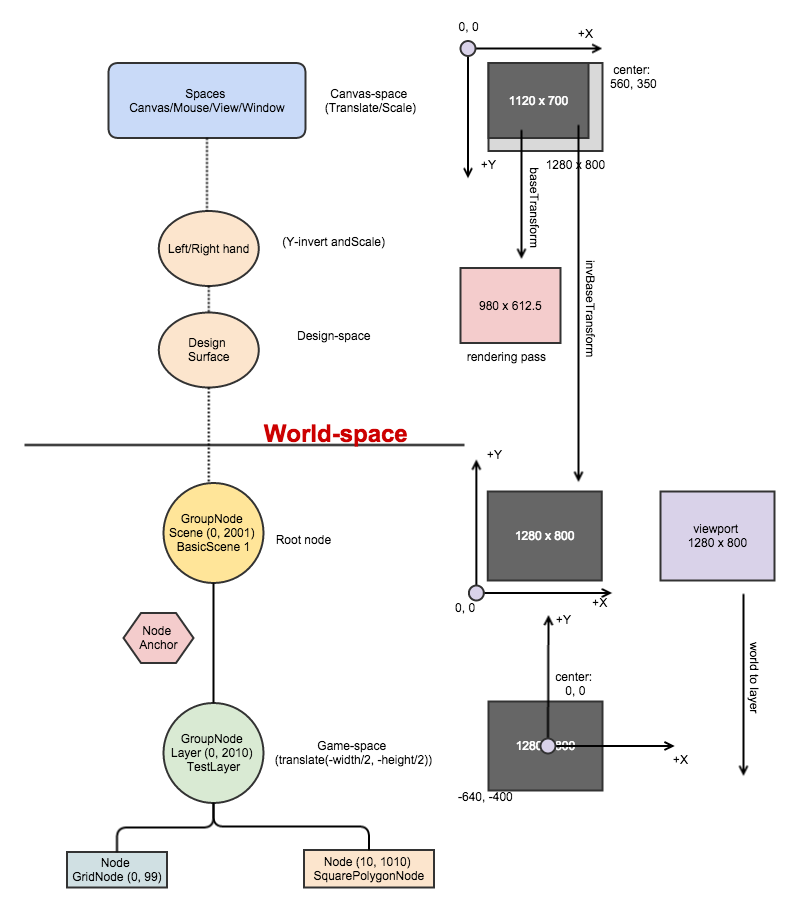 0, 0
+X
center:
560, 350
Spaces
Canvas/Mouse/View/Window
Canvas-space
(Translate/Scale)
1120 x 700
+Y
1280 x 800
baseTransform
Left/Right hand
(Y-invert andScale)
invBaseTransform
980 x 612.5
rendering pass
Design
Surface
Design-space
World-space
+Y
GroupNode
Scene (0, 2001)
BasicScene 1
Root node
1280 x 800
viewport
1280 x 800
0, 0
+X
Node
Anchor
+Y
center:
0, 0
world to layer
GroupNode
Layer (0, 2010)
TestLayer
Game-space
(translate(-width/2, -height/2))
1280 x 800
+X
-640, -400
Node
GridNode (0, 99)
Node (10, 1010)
SquarePolygonNode